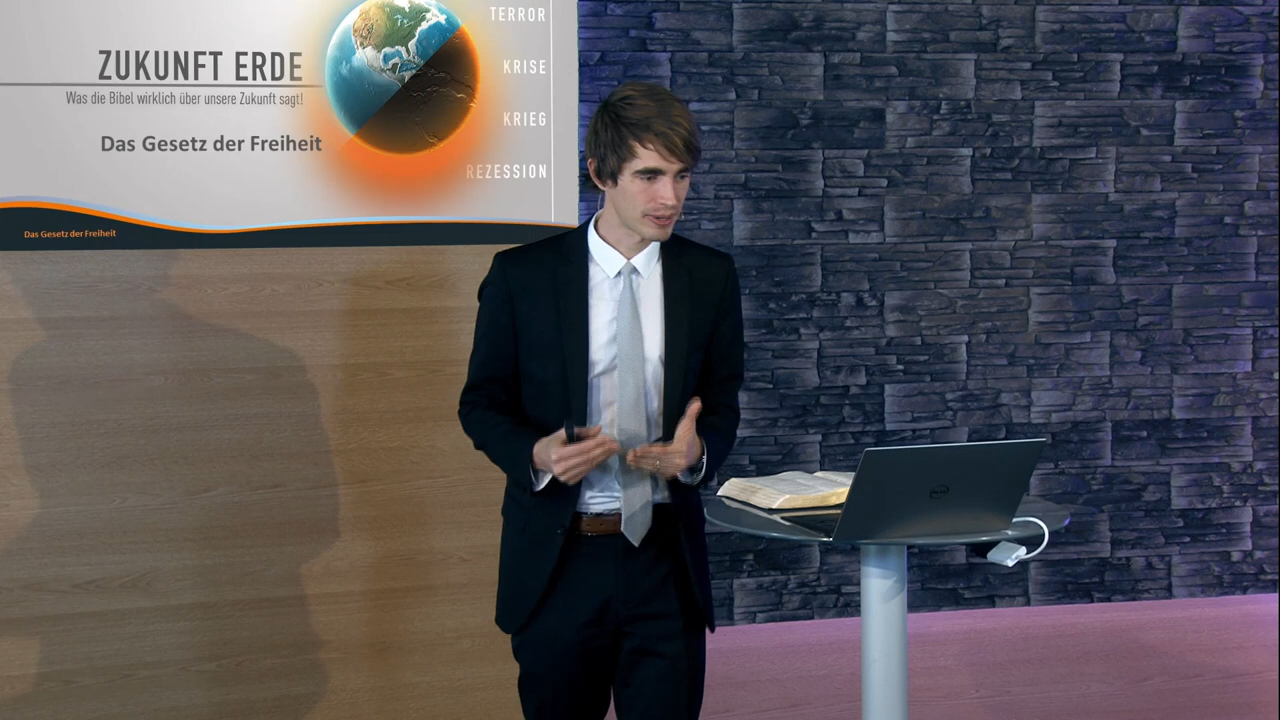 ZUKUNFT ERDE
Was die Bibel wirklich über unsere Zukunft sagt!
Das Gesetz der Freiheit
TERROR
KRISE
KRIEG
REZESSION
Das Gesetz der Freiheit
DELL